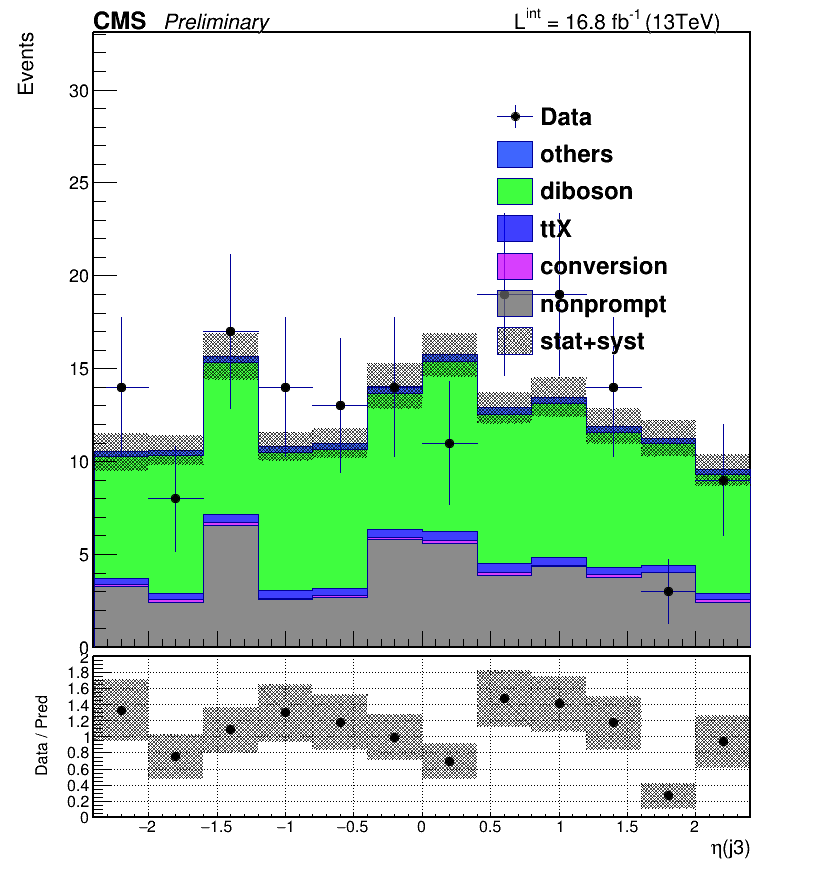 CMS Preliminary L^int = 16.8 fb^-1 (13TeV)
Events
30
25
20
15
10
5
0
Data
others
diboson
ttX
conversion
nonprompt
stat+syst
Data / Pred
2
1.8
1.6
1.4
1.2
1
0.8
0.6
0.4
0.2
0
−2 −1.5 −1 −0.5 0 0.5 1 1.5 2
η(j3)